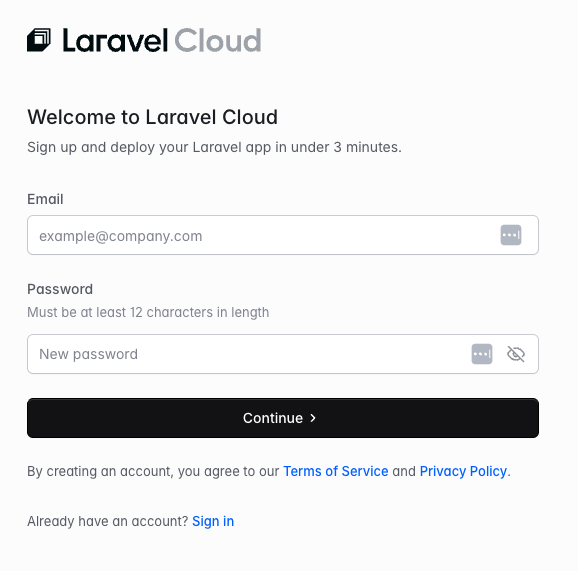 Laravel Cloud
Welcome to Laravel Cloud
Sign up and deploy your Laravel app in under 3 minutes.
Email
example@company.com
Password
Must be at least 12 characters in length
New password
Continue
By creating an account, you agree to our Terms of Service and Privacy Policy.
Already have an account? Sign in